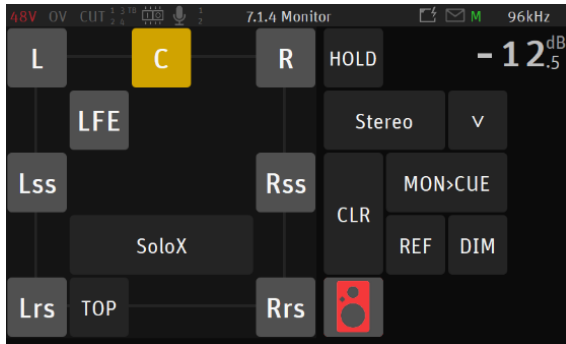 48V OV CUT 1 3 TB 1 7.1.4 Monitor M 96kHz
2 4 2
L C R HOLD -12.5 dB
LFE Stereo V
Lss Rss CLR MON>CUE
SoloX REF DIM
Lrs TOP Rrs